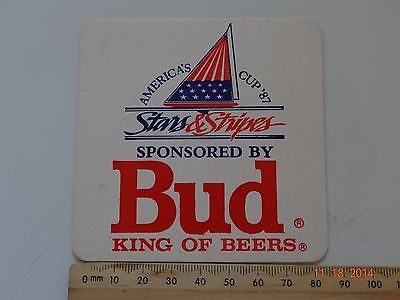 AMERICA'S CUP '87
Stars & Stripes
SPONSORED BY
Bud®
KING OF BEERS®
11.18.2014
0 mm 10 20 30 40 50 60 70 80 90 100